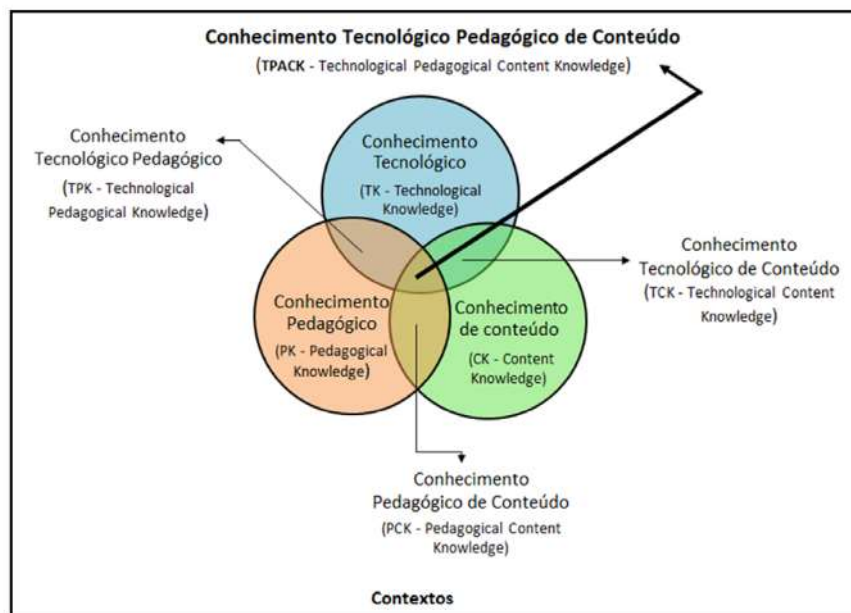 Conhecimento Tecnológico Pedagógico de Conteúdo
(TPACK - Technological Pedagogical Content Knowledge)
Conhecimento
Tecnológico Pedagógico
(TPK - Technological
Pedagogical Knowledge)
Conhecimento
Tecnológico
(TK - Technological
Knowledge)
Conhecimento
Tecnológico de Conteúdo
(TCK - Technological Content
Knowledge)
Conhecimento
Pedagógico
(PK - Pedagogical
Knowledge)
Conhecimento
de conteúdo
(CK - Content
Knowledge)
Conhecimento
Pedagógico de Conteúdo
(PCK - Pedagogical Content
Knowledge)
Contextos